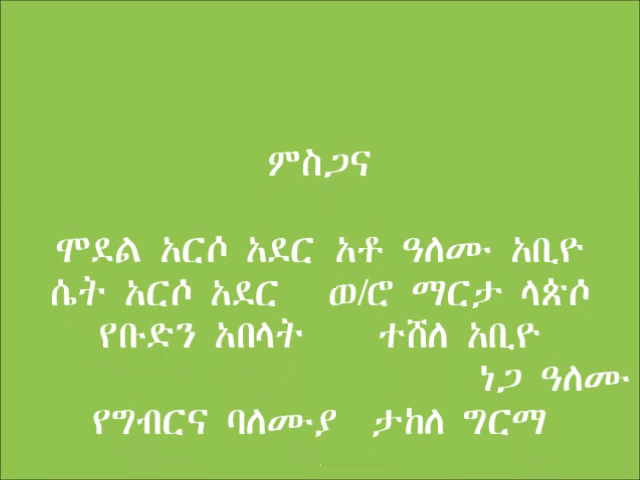 ምስጋና
ሞደል አርሶ አደር አቶ ዓለሙ አቢዮ
ሴት አርሶ አደር ወ/ሮ ማርታ ላጵሶ
የቡድን አበላት ተሸለ አቢዮ
ነጋ ዓለሙ
የግብርና ባለሙያ ታከለ ግርማ